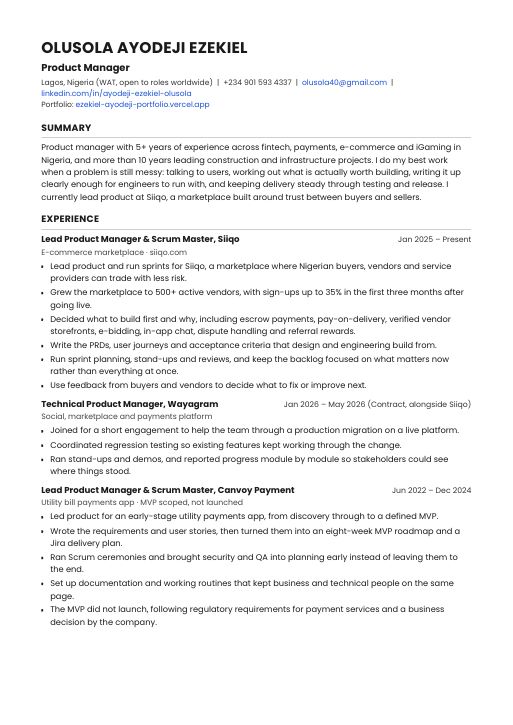 OLUSOLA AYODEJI EZEKIEL
Product Manager
Lagos, Nigeria (WAT, open to roles worldwide) | +234 901 593 4337 | olusola40@gmail.com |
linkedin.com/in/ayodeji-ezekiel-olusola
Portfolio: ezekiel-ayodeji-portfolio.vercel.app
SUMMARY
Product manager with 5+ years of experience across fintech, payments, e-commerce and iGaming in
Nigeria, and more than 10 years leading construction and infrastructure projects. I do my best work
when a problem is still messy: talking to users, working out what is actually worth building, writing it up
clearly enough for engineers to run with, and keeping delivery steady through testing and release. I
currently lead product at Siiqo, a marketplace built around trust between buyers and sellers.
EXPERIENCE
Lead Product Manager & Scrum Master, Siiqo Jan 2025 – Present
E-commerce marketplace · siiqo.com
• Lead product and run sprints for Siiqo, a marketplace where Nigerian buyers, vendors and service
providers can trade with less risk.
• Grew the marketplace to 500+ active vendors, with sign-ups up to 35% in the first three months after
going live.
• Decided what to build first and why, including escrow payments, pay-on-delivery, verified vendor
storefronts, e-bidding, in-app chat, dispute handling and referral rewards.
• Write the PRDs, user journeys and acceptance criteria that design and engineering build from.
• Run sprint planning, stand-ups and reviews, and keep the backlog focused on what matters now
rather than everything at once.
• Use feedback from buyers and vendors to decide what to fix or improve next.
Technical Product Manager, Wayagram Jan 2026 – May 2026 (Contract, alongside Siiqo)
Social, marketplace and payments platform
• Joined for a short engagement to help the team through a production migration on a live platform.
• Coordinated regression testing so existing features kept working through the change.
• Ran stand-ups and demos, and reported progress module by module so stakeholders could see
where things stood.
Lead Product Manager & Scrum Master, Canvoy Payment Jun 2022 – Dec 2024
Utility bill payments app · MVP scoped, not launched
• Led product for an early-stage utility payments app, from discovery through to a defined MVP.
• Wrote the requirements and user stories, then turned them into an eight-week MVP roadmap and a
Jira delivery plan.
• Ran Scrum ceremonies and brought security and QA into planning early instead of leaving them to
the end.
• Set up documentation and working routines that kept business and technical people on the same
page.
• The MVP did not launch, following regulatory requirements for payment services and a business
decision by the company.